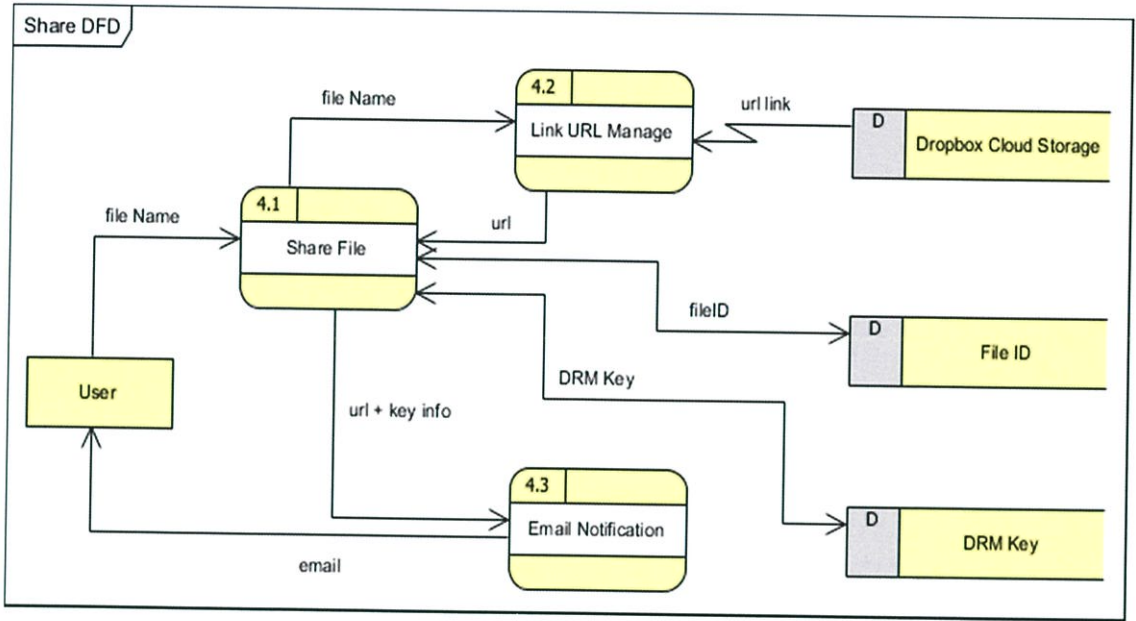 Share DFD
file Name
4.2
Link URL Manage
url link
D
Dropbox Cloud Storage
file Name
4.1
Share File
url
fileID
D
File ID
User
DRM Key
url + key info
4.3
Email Notification
D
DRM Key
email